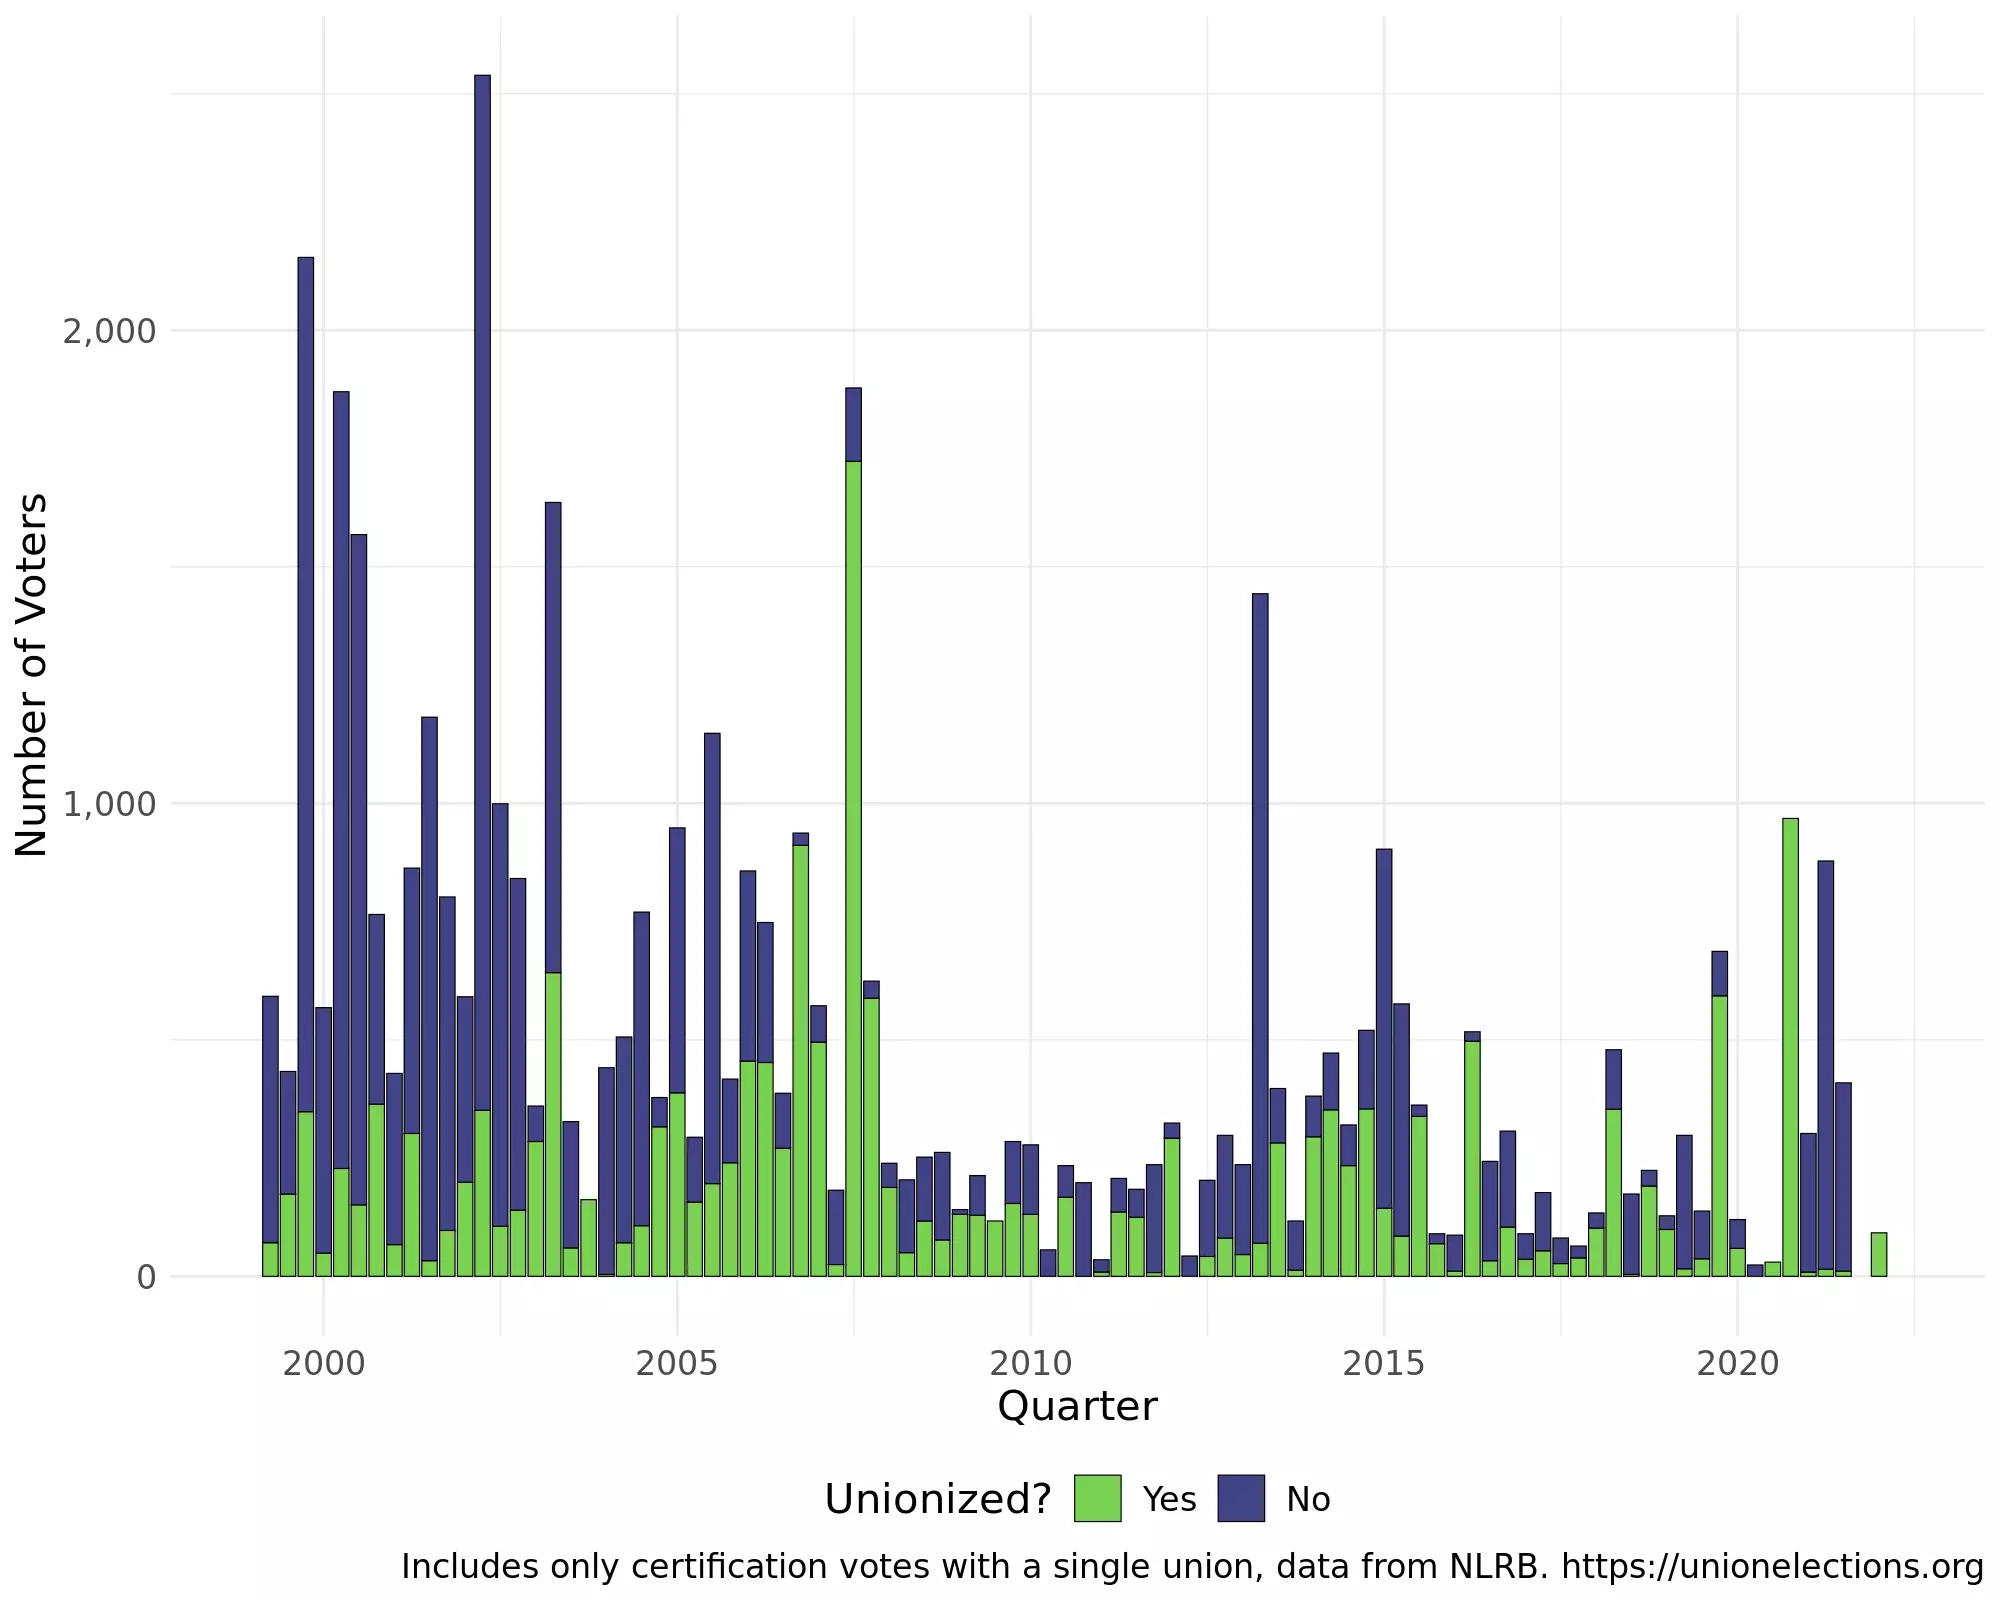 Number of Voters
2,000
1,000
0
2000 2005 2010 2015 2020
Quarter
Unionized? Yes No
Includes only certification votes with a single union, data from NLRB. https://unionelections.org